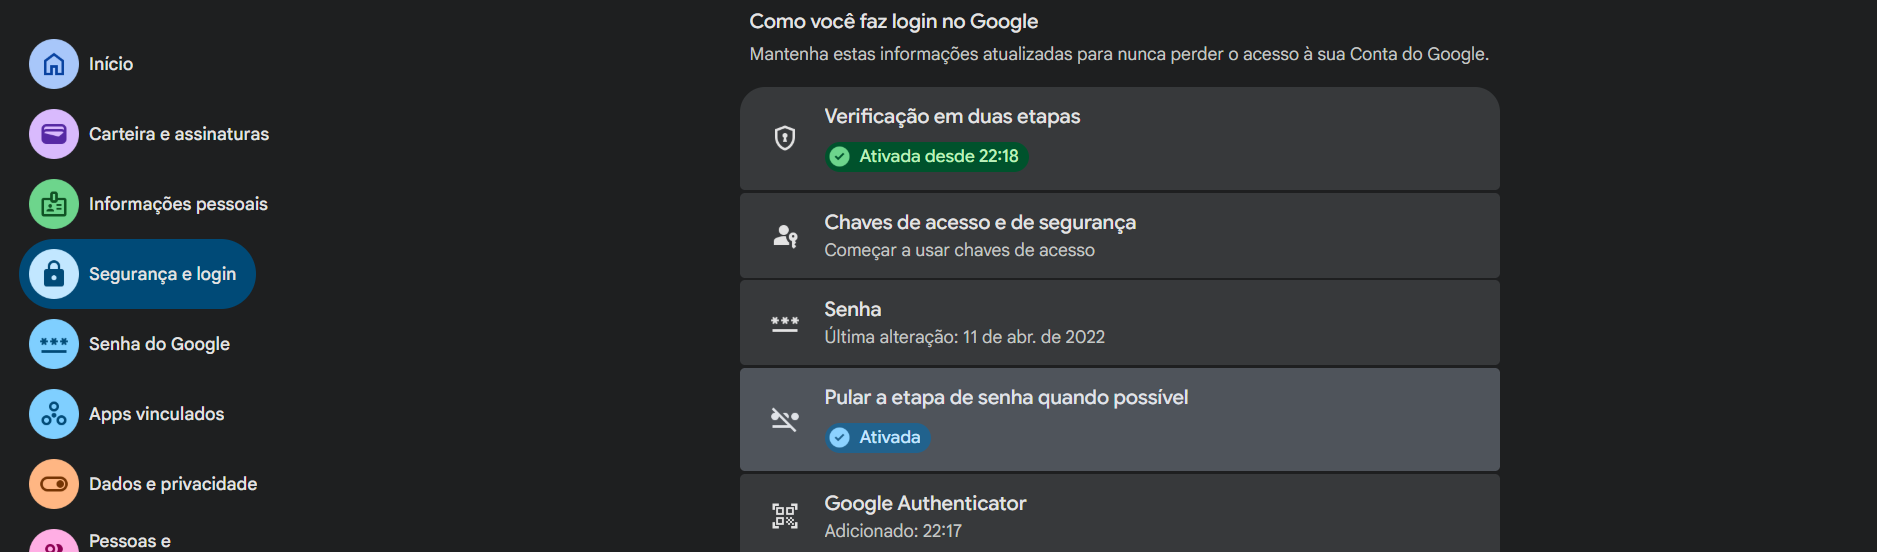 Início
Carteira e assinaturas
Informações pessoais
Segurança e login
Senha do Google
Apps vinculados
Dados e privacidade
Pessoas e
Como você faz login no Google
Mantenha estas informações atualizadas para nunca perder o acesso à sua Conta do Google.
Verificação em duas etapas
Ativada desde 22:18
Chaves de acesso e de segurança
Começar a usar chaves de acesso
Senha
Última alteração: 11 de abr. de 2022
Pular a etapa de senha quando possível
Ativada
Google Authenticator
Adicionado: 22:17